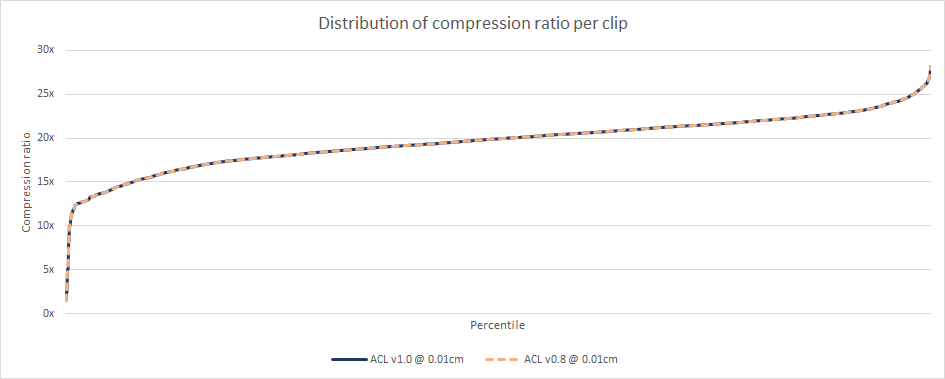 Distribution of compression ratio per clip
30x
25x
20x
15x
10x
5x
0x
Compression ratio
Percentile
ACL v1.0 @ 0.01cm
ACL v0.8 @ 0.01cm